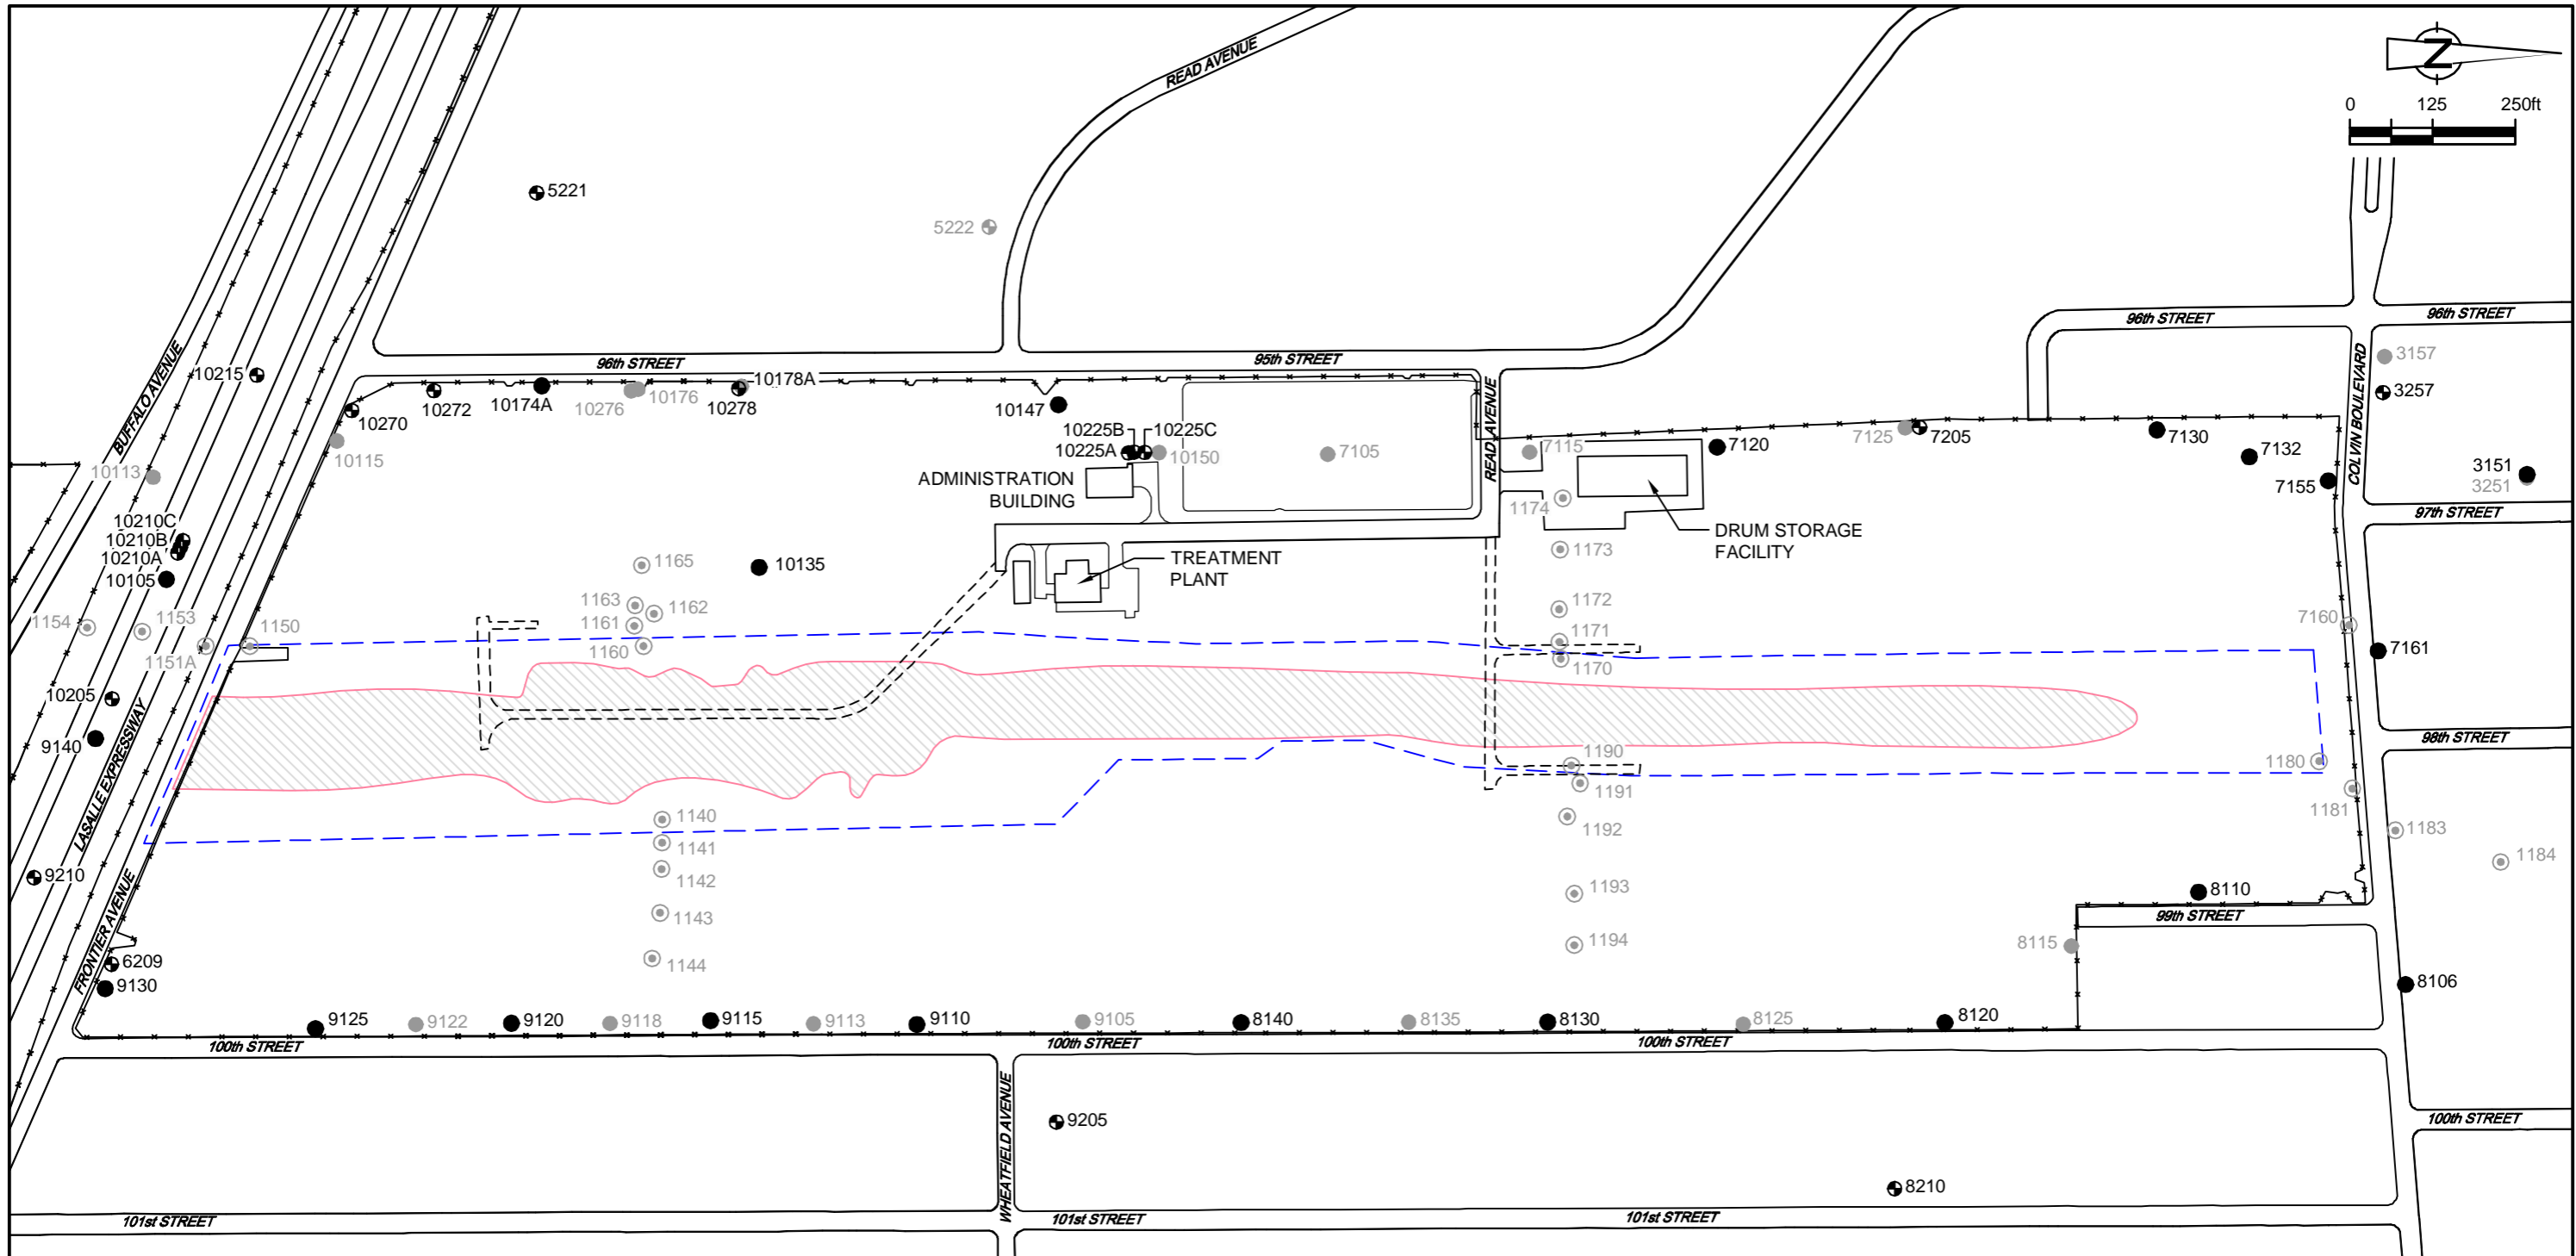 READ AVENUE
N
0 125 250ft
5221
5222
BUFFALO AVENUE
96th STREET
95th STREET
96th STREET
96th STREET
COLVIN BOULEVARD
3157
3257
10215
10270
10272
10174A
10276
10176
10278
10178A
10147
10225B
10225C
10225A
10150
7105
READ AVENUE
7115
7120
7125
7205
7130
7132
7155
3151
3251
97th STREET
10115
10113
10210C
10210B
10210A
10105
ADMINISTRATION
BUILDING
TREATMENT
PLANT
DRUM STORAGE
FACILITY
1174
1173
1172
1171
1170
1165
10135
1163
1162
1161
1160
1154
1153
1151A
1150
7160
7161
10205
9140
LASALLE EXPRESSWAY
98th STREET
1190
1191
1192
1193
1194
1180
1181
1183
1184
1140
1141
1142
1143
1144
9210
FRONTIER AVENUE
6209
9130
8110
99th STREET
8115
8106
9125
9122
9120
9118
9115
9113
9110
9105
8140
8135
8130
8125
8120
100th STREET
100th STREET
100th STREET
100th STREET
WHEATFIELD AVENUE
9205
8210
101st STREET
101st STREET
101st STREET